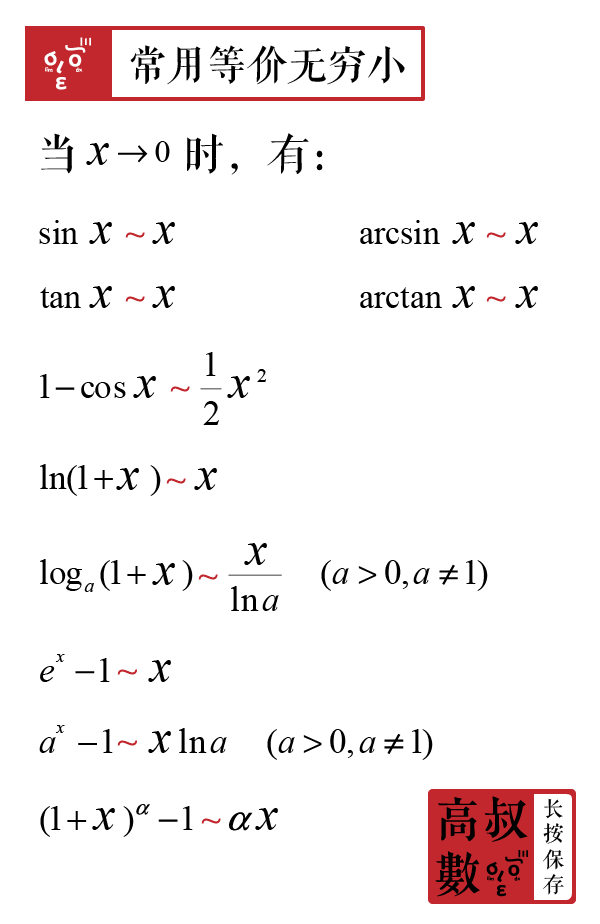 常用等价无穷小
当 x→0 时，有：
sin x ~ x arcsin x ~ x
tan x ~ x arctan x ~ x
1−cos x ~ 1/2 x²
ln(1+x) ~ x
logₐ(1+x) ~ x/ln a (a>0,a≠1)
eˣ−1 ~ x
aˣ−1 ~ x ln a (a>0,a≠1)
(1+x)^α−1 ~ αx
高叔
數
长按保存